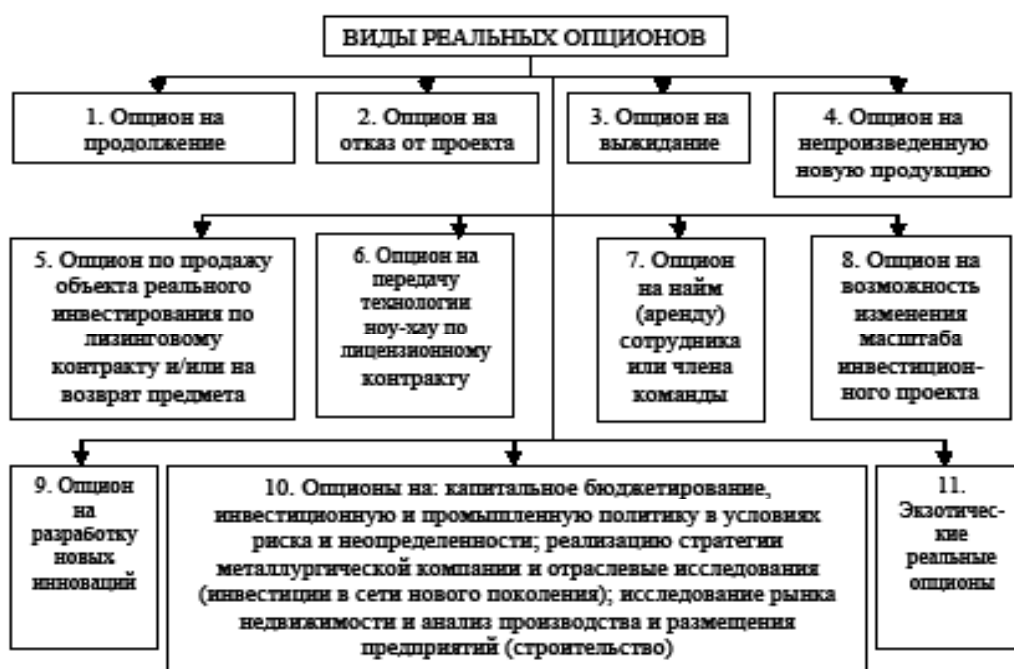 ВИДЫ РЕАЛЬНЫХ ОПЦИОНОВ
1. Опцион на
продолжение
2. Опцион на
отказ от проекта
3. Опцион на
выжидание
4. Опцион на
непроизведенную
новую продукцию
5. Опцион по продажу
объекта реального
инвестирования по
лизинговому
контракту и/или на
возврат предмета
6. Опцион на
передачу
технологии
ноу-хау по
лицензионному
контракту
7. Опцион
на найм
(аренду)
сотрудника
или члена
команды
8. Опцион на
возможность
изменения
масштаба
инвестицион-
ного проекта
9. Опцион
на
разработку
новых
инноваций
10. Опционы на: капитальное бюджетирование,
инвестиционную и промышленную политику в условиях
риска и неопределенности; реализацию стратегии
металлургической компании и отраслевые исследования
(инвестиции в сети нового поколения); исследование рынка
недвижимости и анализ производства и размещения
предприятий (строительство)
11.
Экзотичес-
кие
реальные
опционы